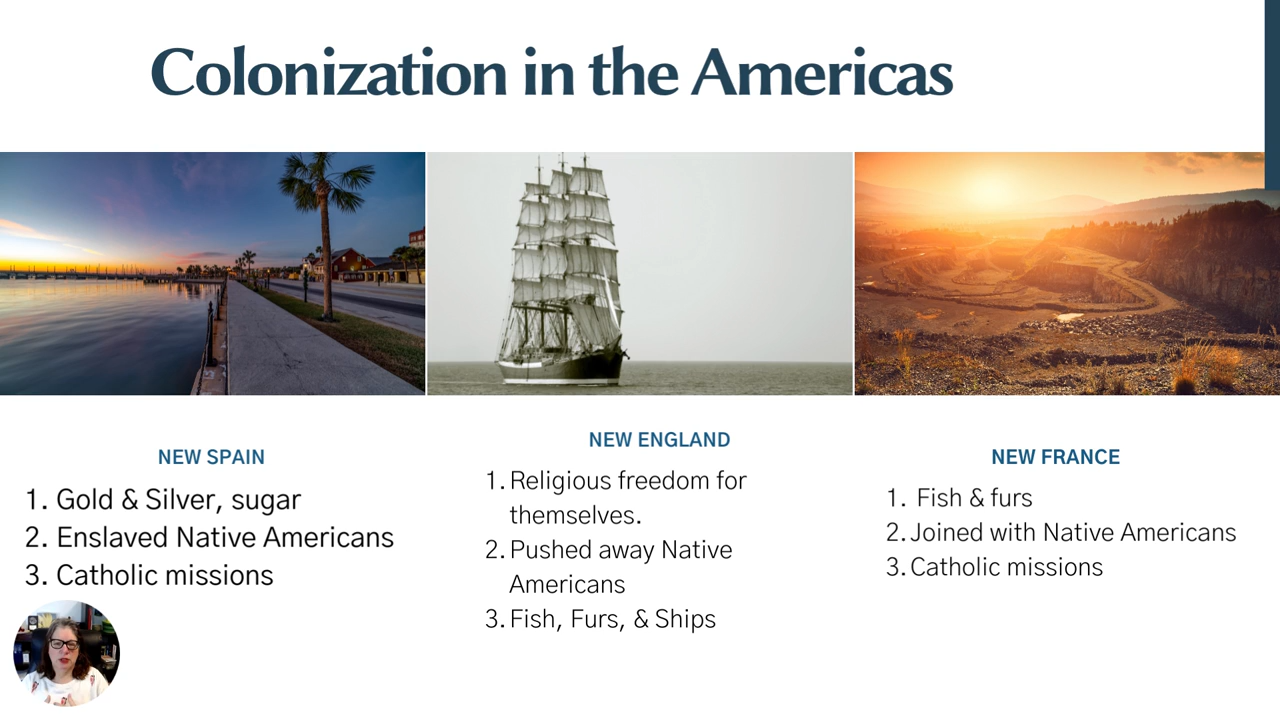 Colonization in the Americas
NEW SPAIN
1. Gold & Silver, sugar
2. Enslaved Native Americans
3. Catholic missions
NEW ENGLAND
1. Religious freedom for
themselves.
2. Pushed away Native
Americans
3. Fish, Furs, & Ships
NEW FRANCE
1. Fish & furs
2. Joined with Native Americans
3. Catholic missions